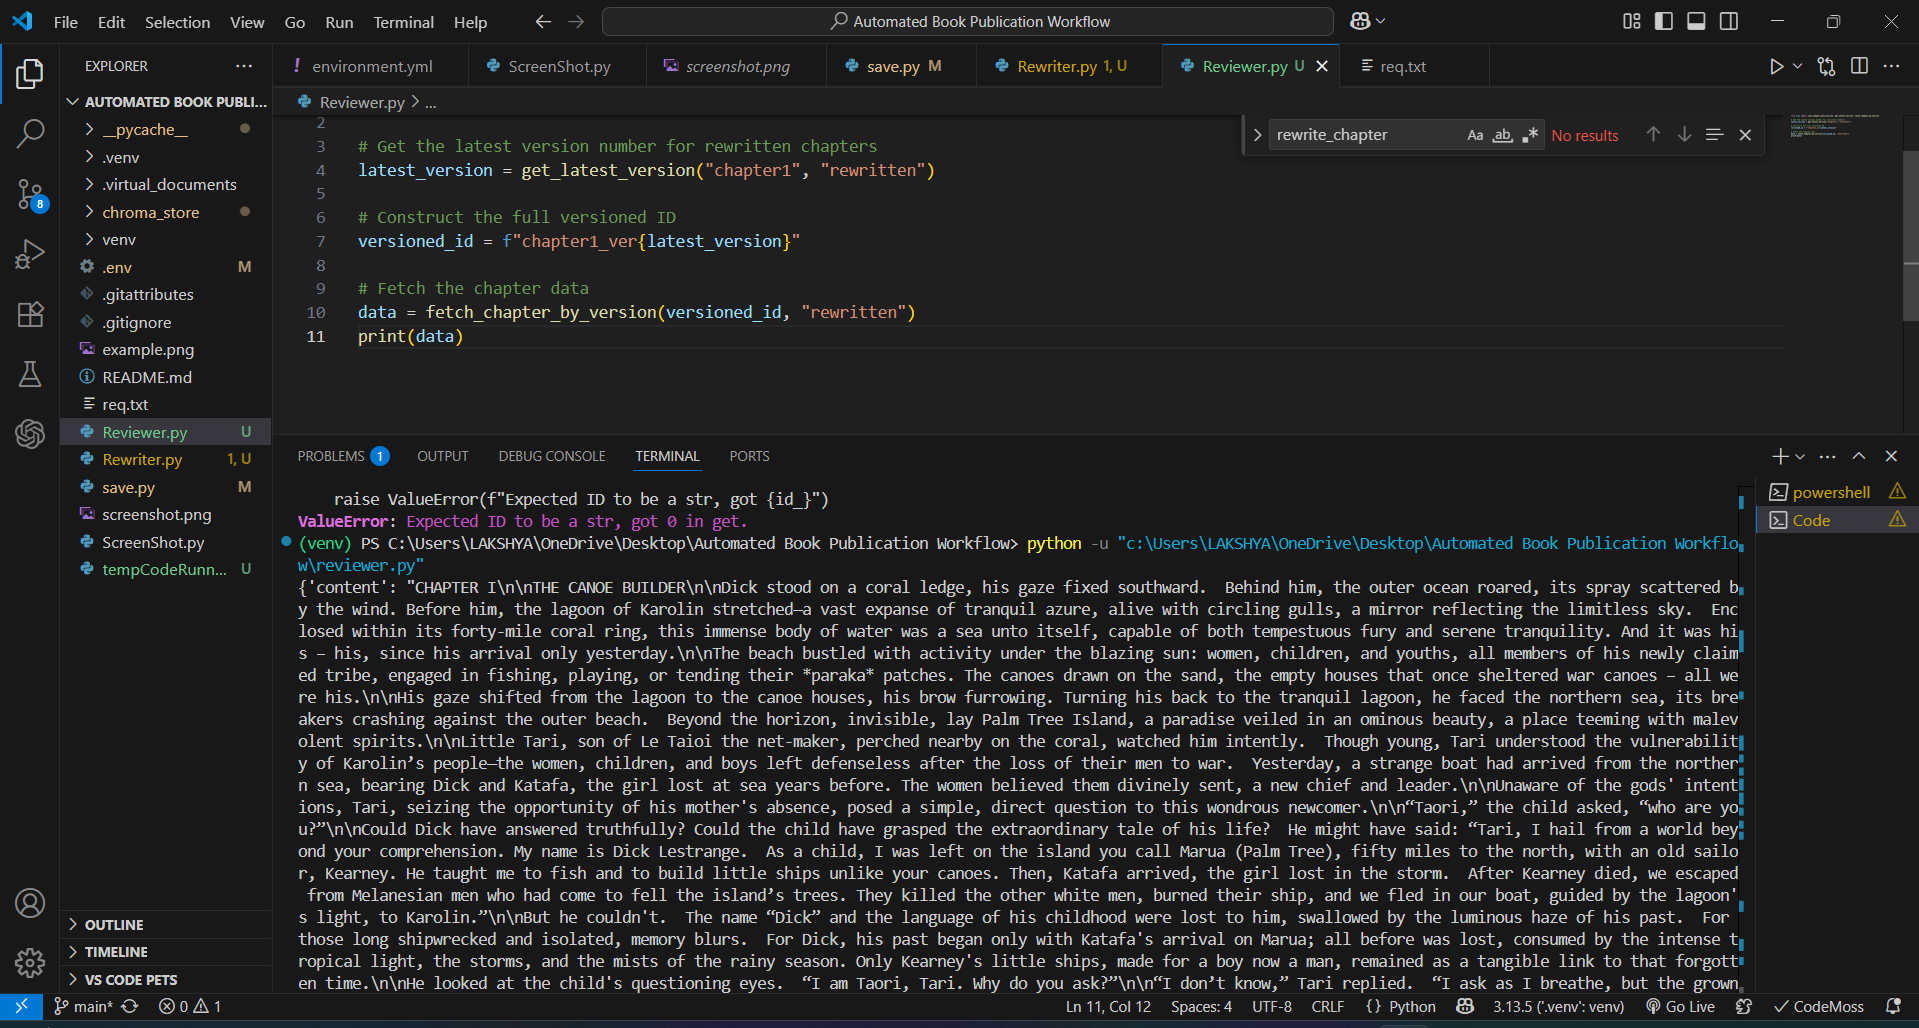 File Edit Selection View Go Run Terminal Help
Automated Book Publication Workflow
EXPLORER
AUTOMATED BOOK PUBLI...
__pycache__
.venv
.virtual_documents
chroma_store
venv
.env M
.gitattributes
.gitignore
example.png
README.md
req.txt
Reviewer.py U
Rewriter.py 1, U
save.py M
screenshot.png
ScreenShot.py
tempCodeRunn... U
OUTLINE
TIMELINE
VS CODE PETS
8
environment.yml ScreenShot.py screenshot.png save.py M Rewriter.py 1, U Reviewer.py U req.txt
Reviewer.py > ...
rewrite_chapter Aa ab No results
2
3 # Get the latest version number for rewritten chapters
4 latest_version = get_latest_version("chapter1", "rewritten")
5
6 # Construct the full versioned ID
7 versioned_id = f"chapter1_ver{latest_version}"
8
9 # Fetch the chapter data
10 data = fetch_chapter_by_version(versioned_id, "rewritten")
11 print(data)
PROBLEMS 1 OUTPUT DEBUG CONSOLE TERMINAL PORTS
powershell
Code
raise ValueError(f"Expected ID to be a str, got {id_}")
ValueError: Expected ID to be a str, got 0 in get.
(venv) PS C:\Users\LAKSHYA\OneDrive\Desktop\Automated Book Publication Workflow> python -u "c:\Users\LAKSHYA\OneDrive\Desktop\Automated Book Publication Workflo
w\reviewer.py"
{'content': "CHAPTER I\n\nTHE CANOE BUILDER\n\nDick stood on a coral ledge, his gaze fixed southward.  Behind him, the outer ocean roared, its spray scattered b
y the wind. Before him, the lagoon of Karolin stretched—a vast expanse of tranquil azure, alive with circling gulls, a mirror reflecting the limitless sky.  Enc
losed within its forty-mile coral ring, this immense body of water was a sea unto itself, capable of both tempestuous fury and serene tranquility. And it was hi
s – his, since his arrival only yesterday.\n\nThe beach bustled with activity under the blazing sun: women, children, and youths, all members of his newly claim
ed tribe, engaged in fishing, playing, or tending their *paraka* patches. The canoes drawn on the sand, the empty houses that once sheltered war canoes – all we
re his.\n\nHis gaze shifted from the lagoon to the canoe houses, his brow furrowing. Turning his back to the tranquil lagoon, he faced the northern sea, its bre
akers crashing against the outer beach.  Beyond the horizon, invisible, lay Palm Tree Island, a paradise veiled in an ominous beauty, a place teeming with malev
olent spirits.\n\nLittle Tari, son of Le Taioi the net-maker, perched nearby on the coral, watched him intently.  Though young, Tari understood the vulnerabilit
y of Karolin’s people—the women, children, and boys left defenseless after the loss of their men to war.  Yesterday, a strange boat had arrived from the norther
n sea, bearing Dick and Katafa, the girl lost at sea years before. The women believed them divinely sent, a new chief and leader.\n\nUnaware of the gods' intent
ions, Tari, seizing the opportunity of his mother's absence, posed a simple, direct question to this wondrous newcomer.\n\n“Taori,” the child asked, “who are yo
u?”\n\nCould Dick have answered truthfully? Could the child have grasped the extraordinary tale of his life?  He might have said: “Tari, I hail from a world bey
ond your comprehension. My name is Dick Lestrange.  As a child, I was left on the island you call Marua (Palm Tree), fifty miles to the north, with an old sailo
r, Kearney. He taught me to fish and to build little ships unlike your canoes. Then, Katafa arrived, the girl lost in the storm.  After Kearney died, we escaped
 from Melanesian men who had come to fell the island’s trees. They killed the other white men, burned their ship, and we fled in our boat, guided by the lagoon'
s light, to Karolin.”\n\nBut he couldn't.  The name “Dick” and the language of his childhood were lost to him, swallowed by the luminous haze of his past.  For
those long shipwrecked and isolated, memory blurs.  For Dick, his past began only with Katafa's arrival on Marua; all before was lost, consumed by the intense t
ropical light, the storms, and the mists of the rainy season. Only Kearney's little ships, made for a boy now a man, remained as a tangible link to that forgott
en time.\n\nHe looked at the child's questioning eyes.  “I am Taori, Tari. Why do you ask?”\n\n“I don’t know,” Tari replied.  “I ask as I breathe, but the grown
main* 0 1 Ln 11, Col 12 Spaces: 4 UTF-8 CRLF {} Python 3.13.5 ('.venv': venv) Go Live CodeMoss